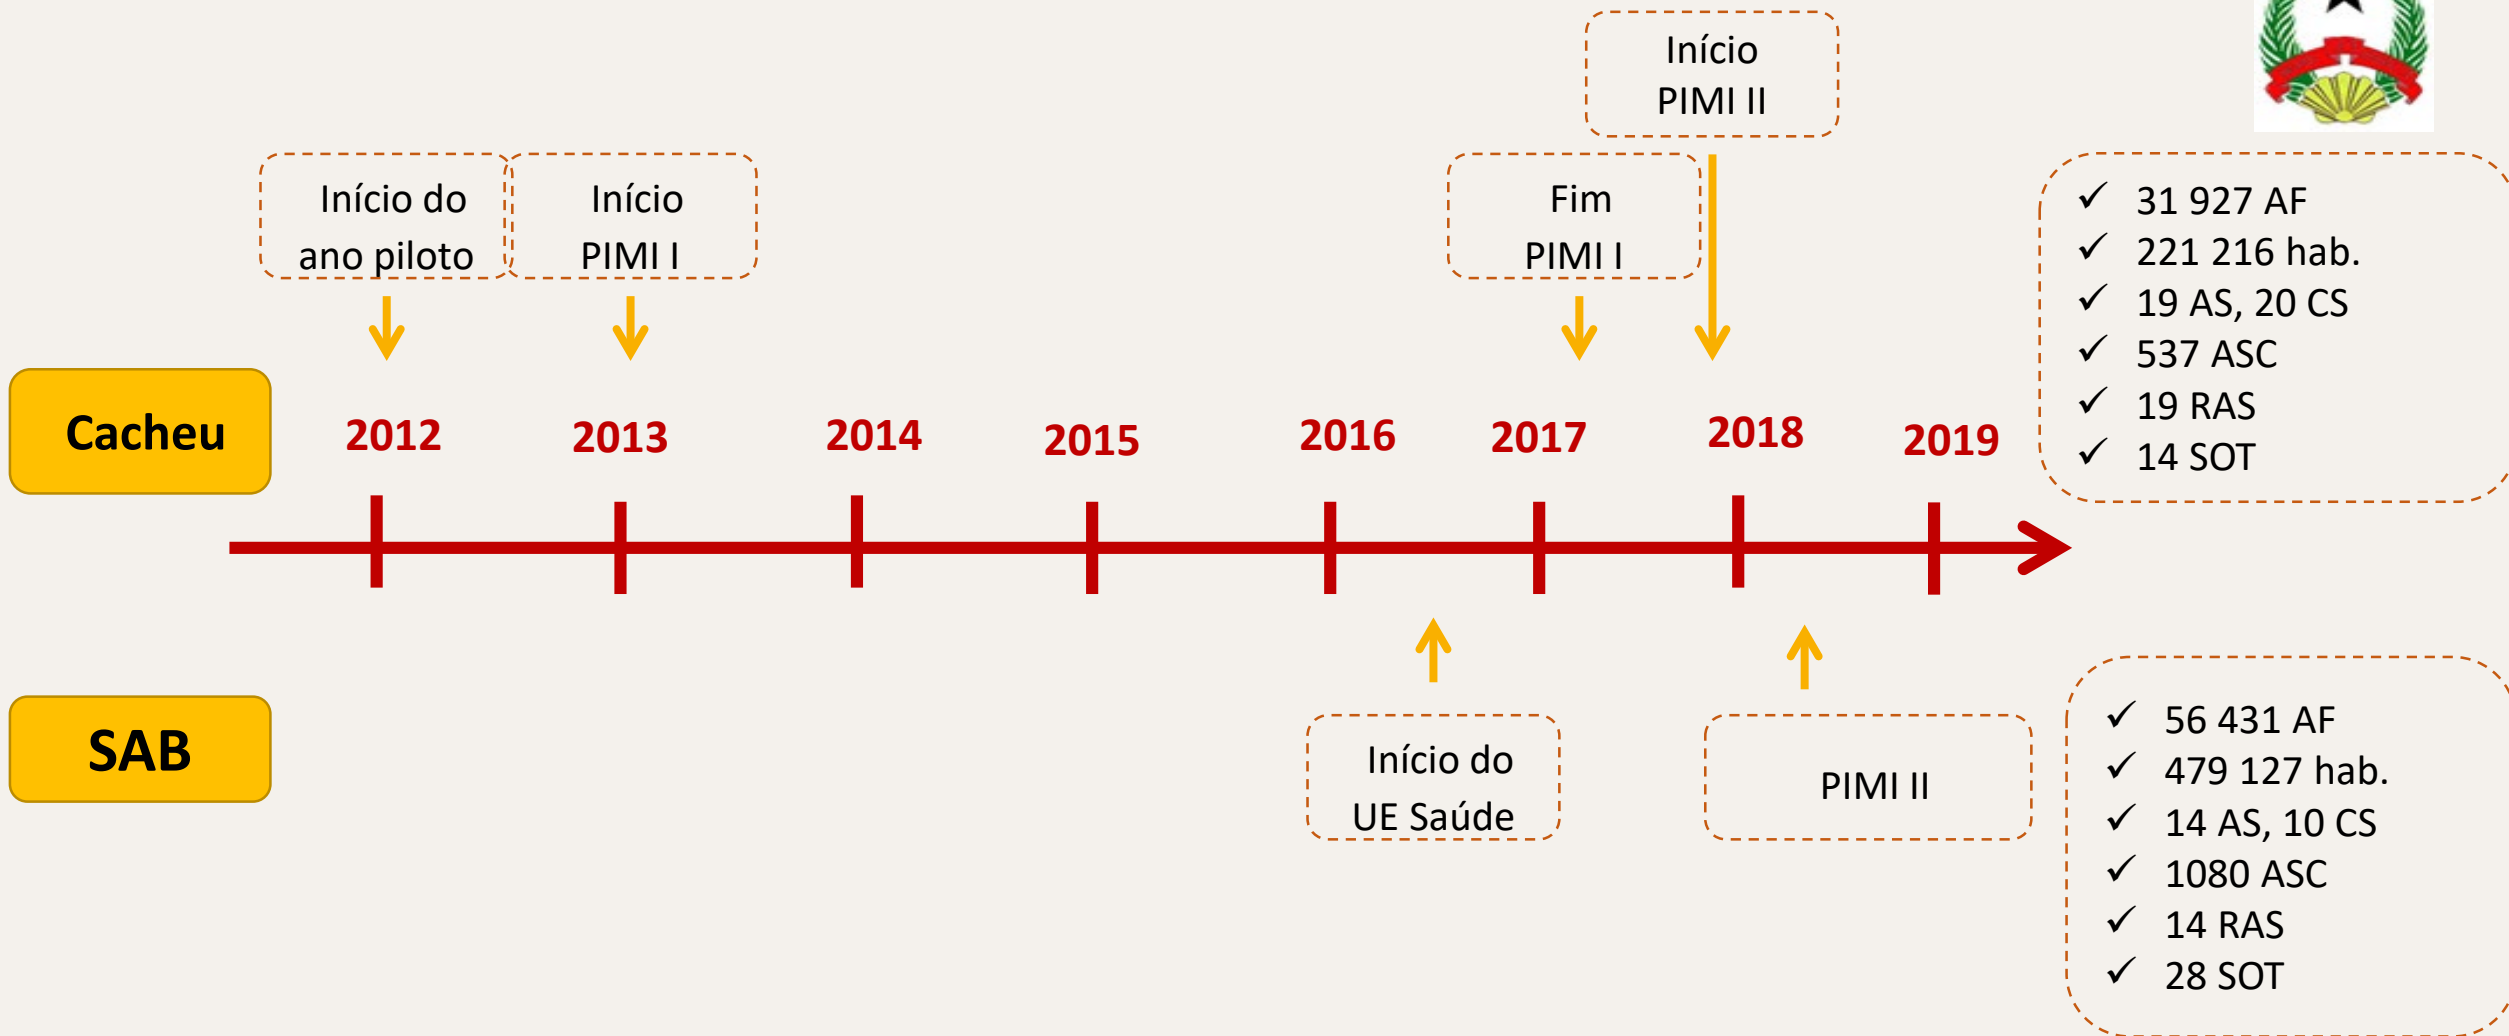 Início
PIMI II
Início do
ano piloto
Início
PIMI I
Fim
PIMI I
✓ 31 927 AF
✓ 221 216 hab.
✓ 19 AS, 20 CS
✓ 537 ASC
✓ 19 RAS
✓ 14 SOT
Cacheu
2012
2013
2014
2015
2016
2017
2018
2019
SAB
Início do
UE Saúde
PIMI II
✓ 56 431 AF
✓ 479 127 hab.
✓ 14 AS, 10 CS
✓ 1080 ASC
✓ 14 RAS
✓ 28 SOT